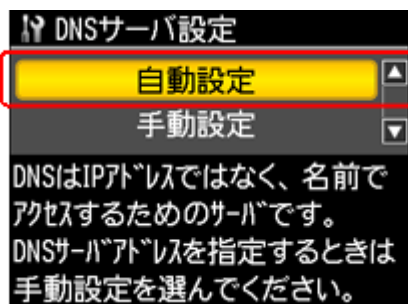 DNSサーバ設定
自動設定
手動設定
DNSはIPアドレスではなく、名前で
アクセスするためのサーバです。
DNSサーバアドレスを指定するときは
手動設定を選んでください。